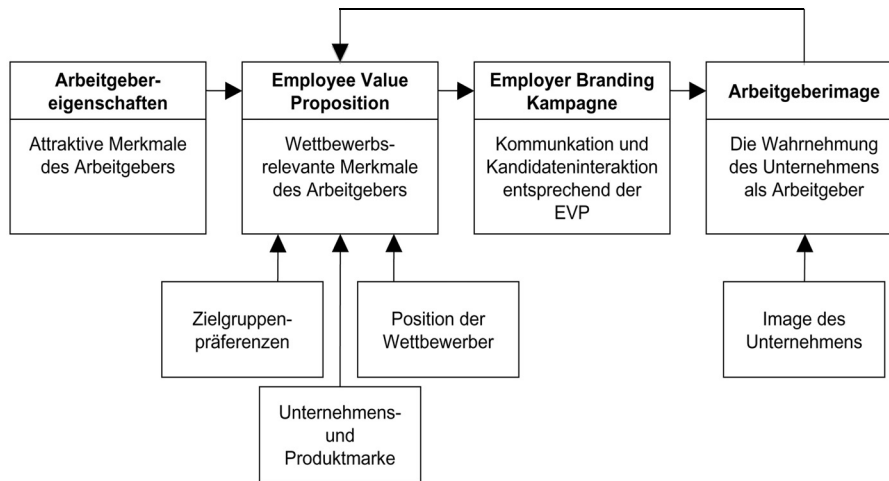 Arbeitgeber-
eigenschaften
Attraktive Merkmale
des Arbeitgebers
Employee Value
Proposition
Wettbewerbs-
relevante Merkmale
des Arbeitgebers
Employer Branding
Kampagne
Kommunkation und
Kandidateninteraktion
entsprechend der
EVP
Arbeitgeberimage
Die Wahrnehmung
des Unternehmens
als Arbeitgeber
Zielgruppen-
präferenzen
Position der
Wettbewerber
Image des
Unternehmens
Unternehmens-
und
Produktmarke